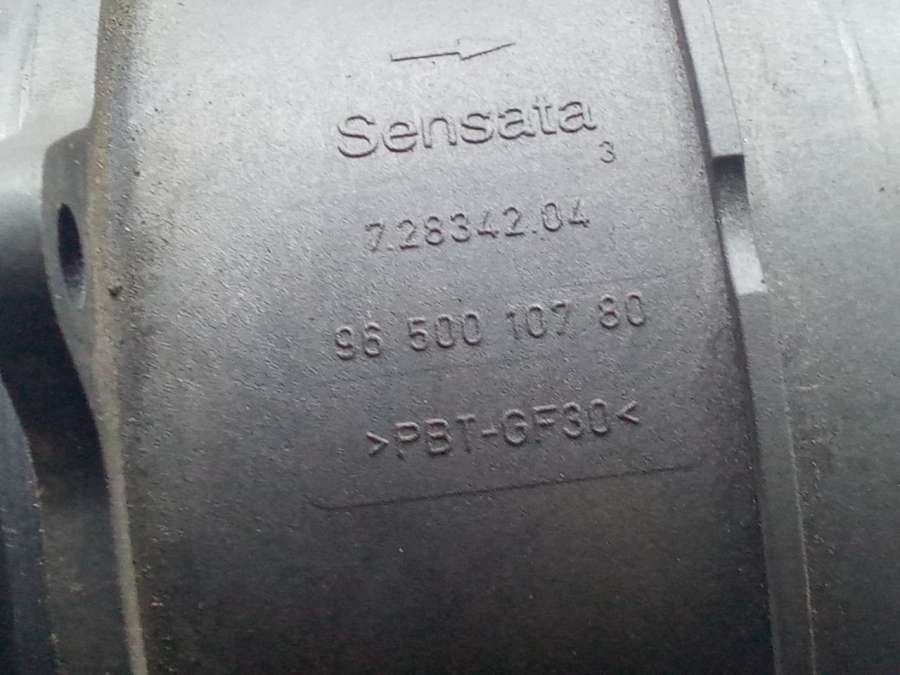 Sensata
3
7.28342.04
96 500 107 80
>PBT-GF30<